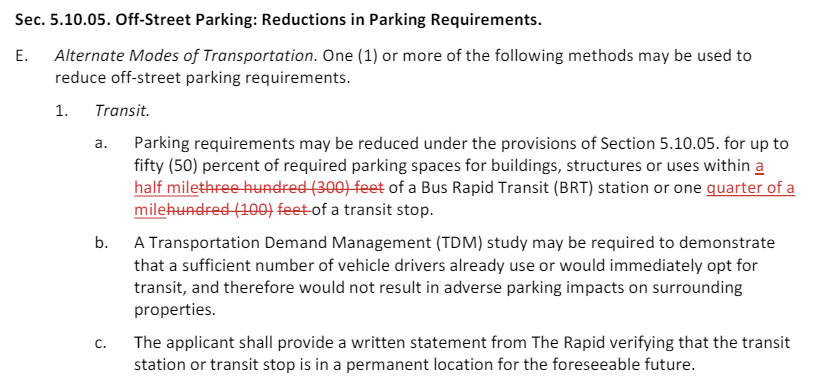 Sec. 5.10.05. Off-Street Parking: Reductions in Parking Requirements.
E. Alternate Modes of Transportation. One (1) or more of the following methods may be used to
reduce off-street parking requirements.
1. Transit.
a. Parking requirements may be reduced under the provisions of Section 5.10.05. for up to
fifty (50) percent of required parking spaces for buildings, structures or uses within a
half milethree hundred (300) feet of a Bus Rapid Transit (BRT) station or one quarter of a
milehundred (100) feet of a transit stop.
b. A Transportation Demand Management (TDM) study may be required to demonstrate
that a sufficient number of vehicle drivers already use or would immediately opt for
transit, and therefore would not result in adverse parking impacts on surrounding
properties.
c. The applicant shall provide a written statement from The Rapid verifying that the transit
station or transit stop is in a permanent location for the foreseeable future.